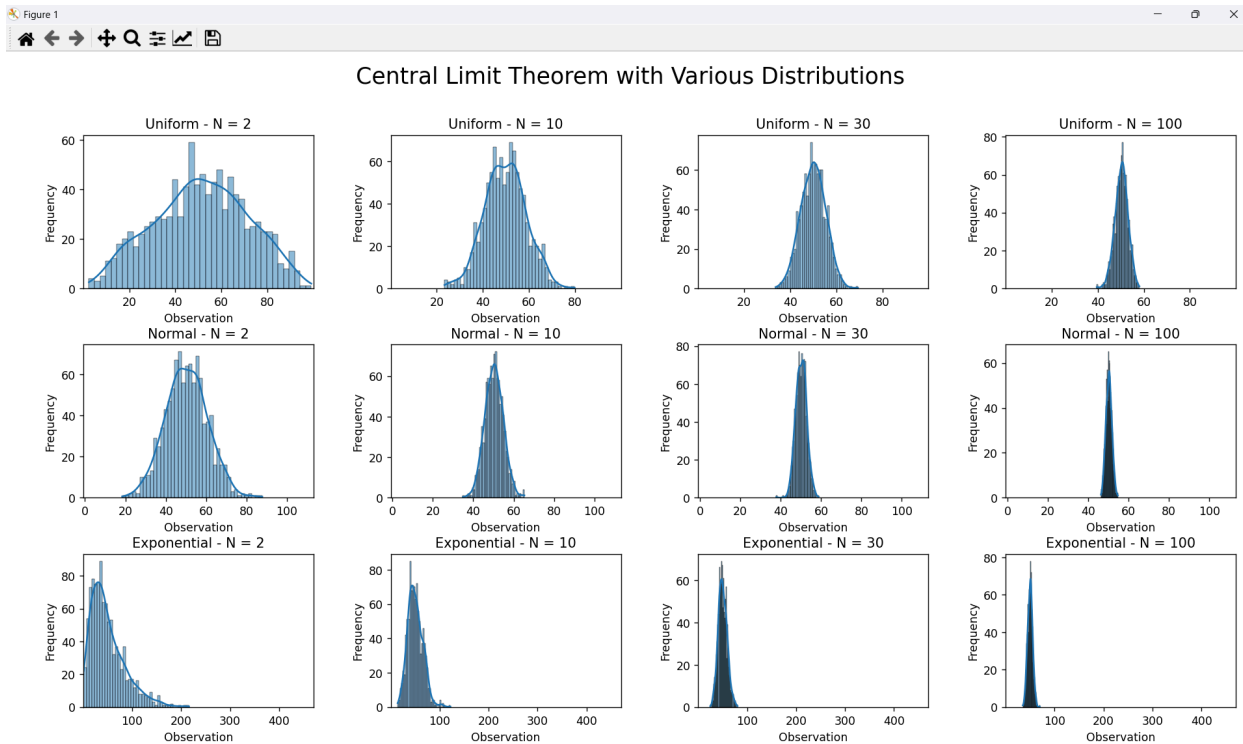 Figure 1
Central Limit Theorem with Various Distributions
Uniform - N = 2
Uniform - N = 10
Uniform - N = 30
Uniform - N = 100
Frequency
0
20
40
60
20
40
60
80
Observation
Frequency
0
20
40
60
20
40
60
80
Observation
Frequency
0
20
40
60
20
40
60
80
Observation
Frequency
0
20
40
60
80
20
40
60
80
Observation
Normal - N = 2
Normal - N = 10
Normal - N = 30
Normal - N = 100
Frequency
0
20
40
60
0
20
40
60
80
100
Observation
Frequency
0
20
40
60
0
20
40
60
80
100
Observation
Frequency
0
20
40
60
80
0
20
40
60
80
100
Observation
Frequency
0
20
40
60
0
20
40
60
80
100
Observation
Exponential - N = 2
Exponential - N = 10
Exponential - N = 30
Exponential - N = 100
Frequency
0
20
40
60
80
100
200
300
400
Observation
Frequency
0
20
40
60
80
100
200
300
400
Observation
Frequency
0
20
40
60
100
200
300
400
Observation
Frequency
0
20
40
60
80
100
200
300
400
Observation